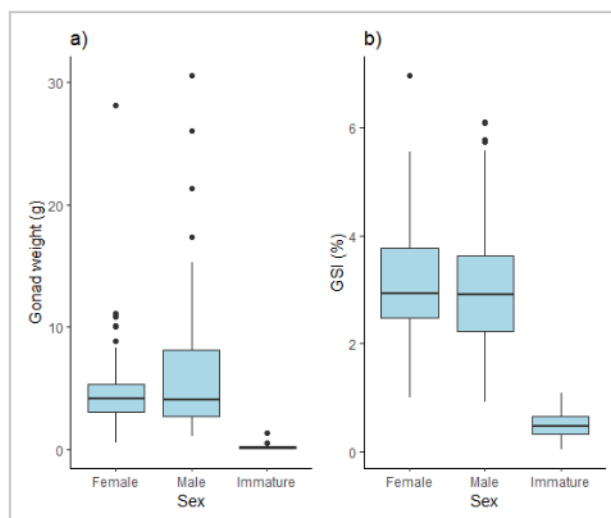 a)
Gonad weight (g)
30
20
10
0
Female Male Immature
Sex
b)
GSI (%)
6
4
2
0
Female Male Immature
Sex